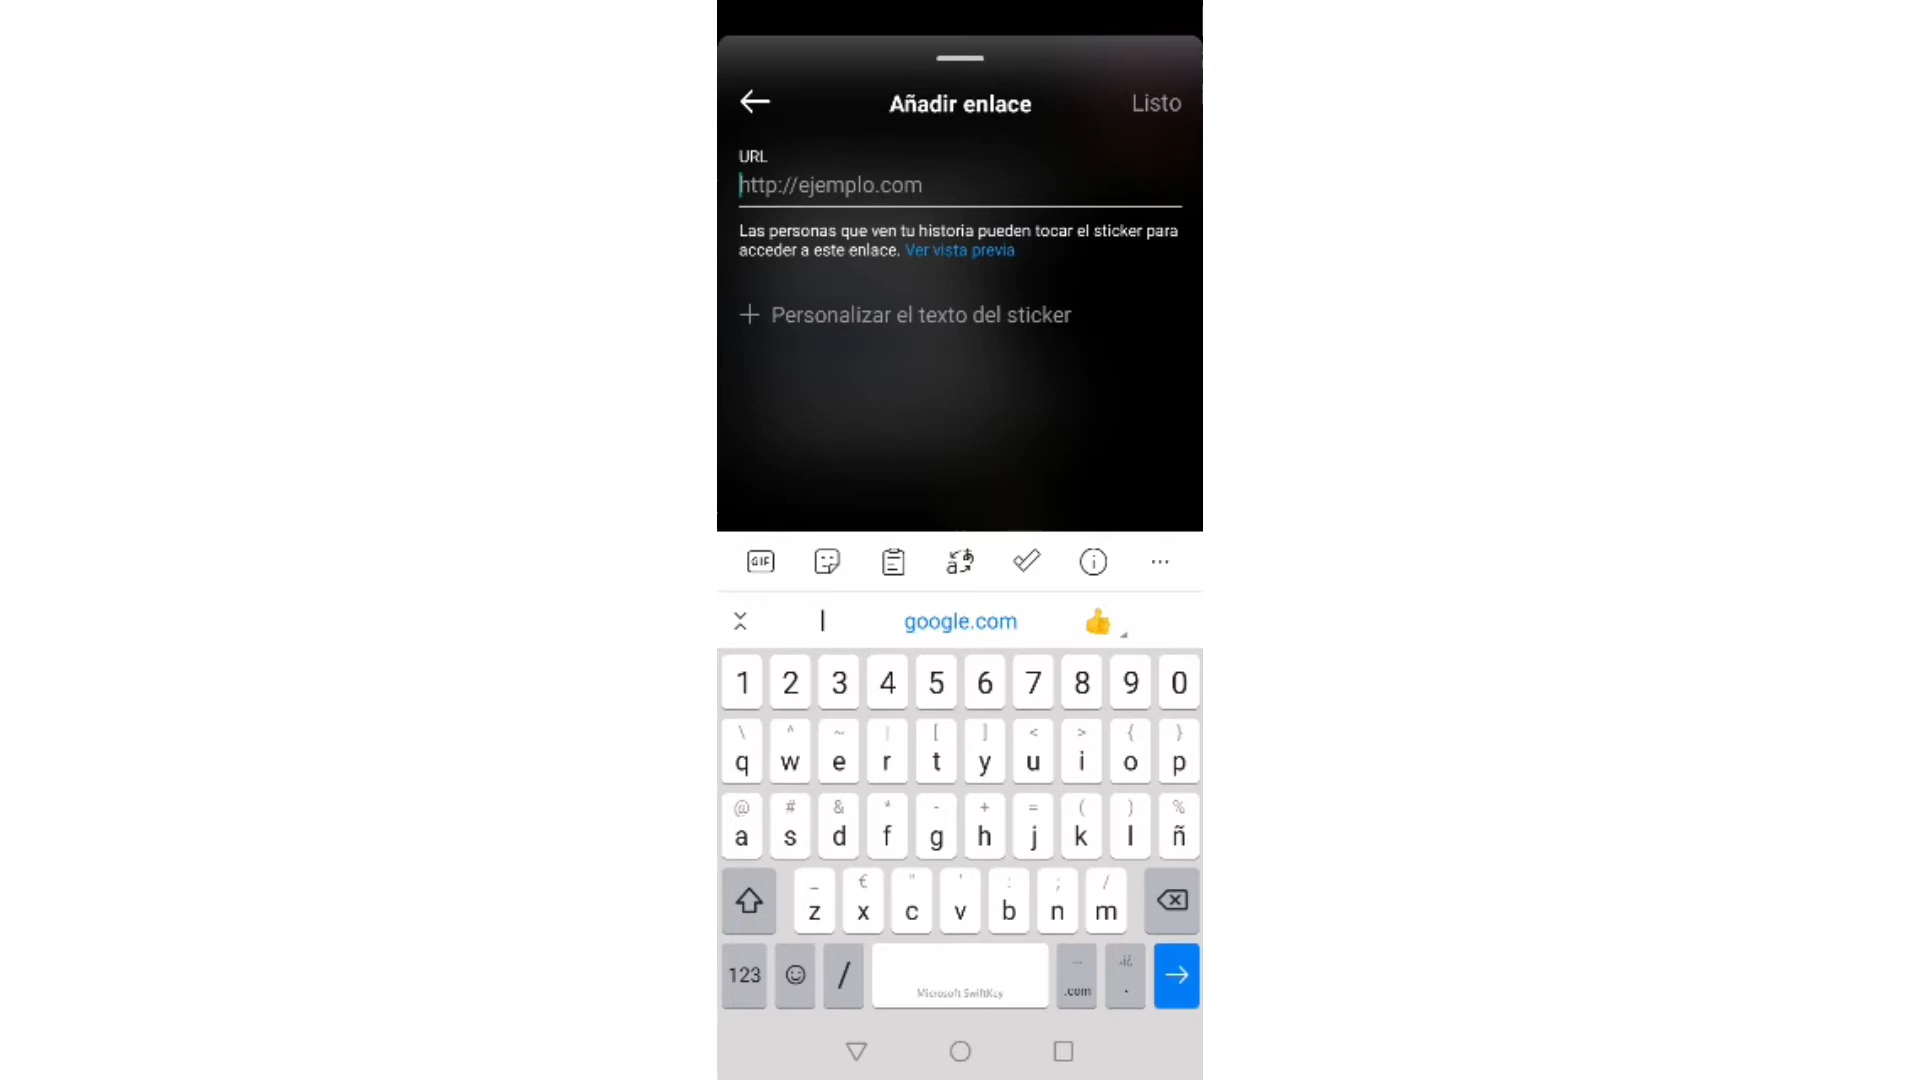 Añadir enlace
Listo
URL
http://ejemplo.com
Las personas que ven tu historia pueden tocar el sticker para
acceder a este enlace. Ver vista previa
+ Personalizar el texto del sticker
GIF
google.com
1 2 3 4 5 6 7 8 9 0
\ ^ ~ | [ ] < > { }
q w e r t y u i o p
@ # & * - + = ( ) %
a s d f g h j k l ñ
_ € " ' : ; /
z x c v b n m
123 / Microsoft SwiftKey .com .